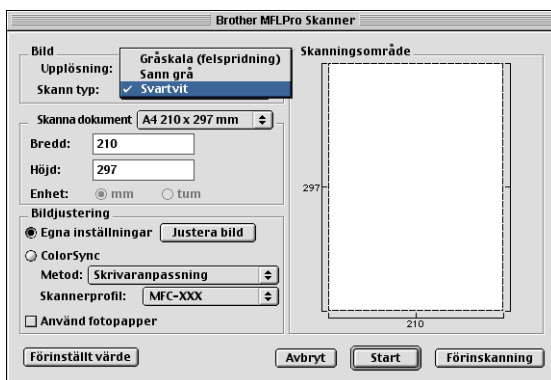 Brother MFLPro Skanner
Bild
Upplösning:
Gråskala (felspridning)
Sann grå
Skann typ:
✓ Svartvit
Skanna dokument A4 210 x 297 mm
Bredd: 210
Höjd: 297
Enhet: mm tum
Bildjustering
Egna inställningar Justera bild
ColorSync
Metod: Skrivaranpassning
Skannerprofil: MFC-XXX
Använd fotopapper
Skanningsområde
297
210
Förinställt värde Avbryt Start Förinskanning